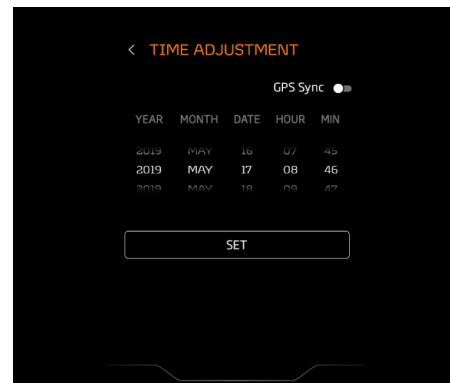 < TIME ADJUSTMENT
GPS Sync
YEAR MONTH DATE HOUR MIN
2019 MAY 16 07 45
2019 MAY 17 08 46
2019 MAY 18 09 47
SET